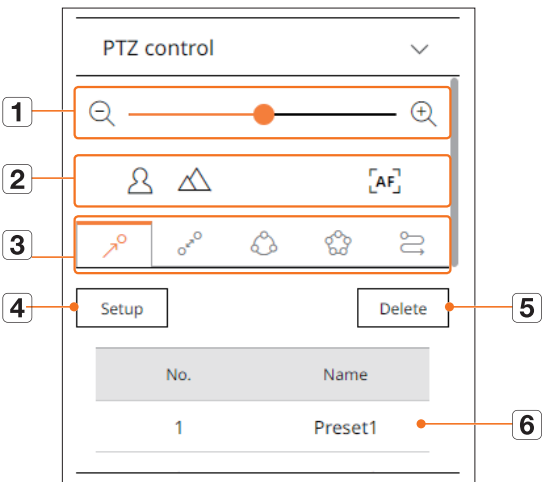 PTZ control
1
2
AF
3
4 Setup Delete 5
No. Name
1 Preset1 6